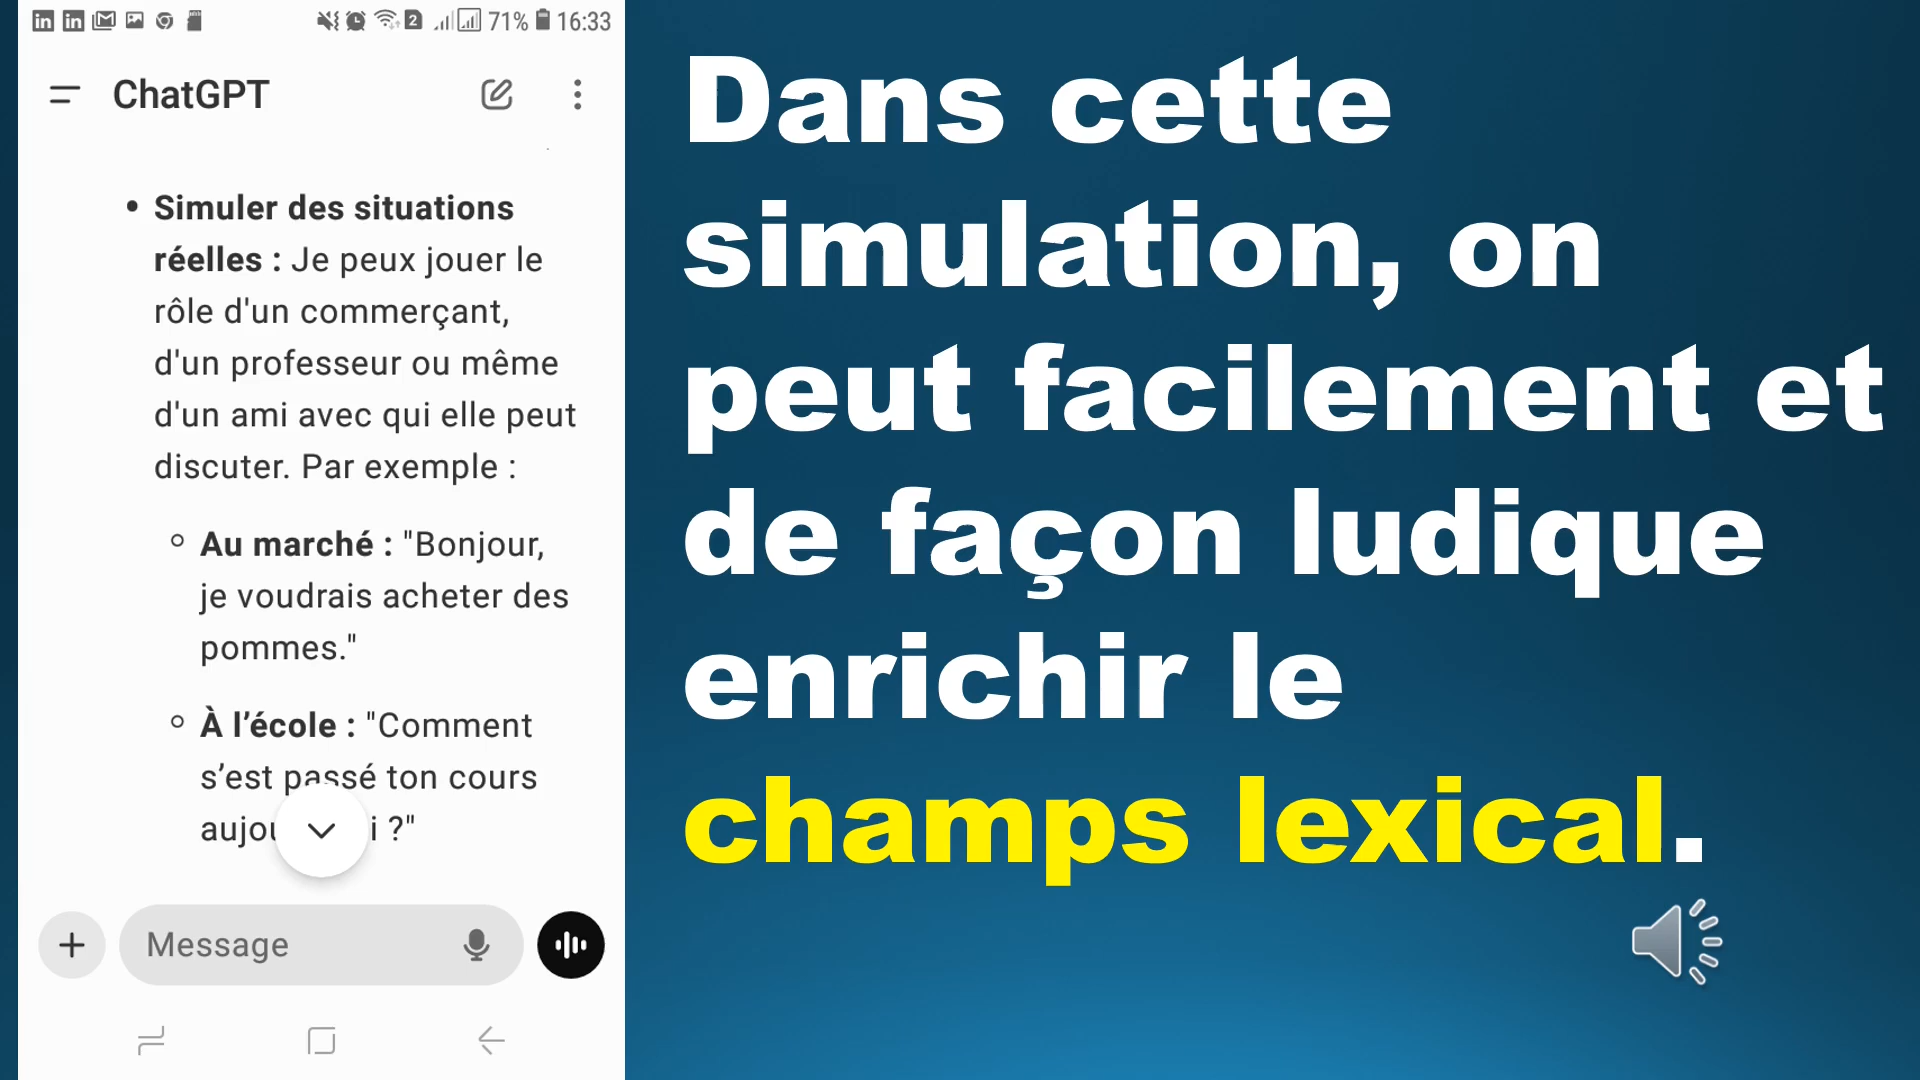 71% 16:33
ChatGPT
• Simuler des situations
réelles : Je peux jouer le
rôle d'un commerçant,
d'un professeur ou même
d'un ami avec qui elle peut
discuter. Par exemple :
Au marché : "Bonjour,
je voudrais acheter des
pommes."
À l’école : "Comment
s’est passé ton cours
?"
Message
Dans cette
simulation, on
peut facilement et
de façon ludique
enrichir le
champs lexical.